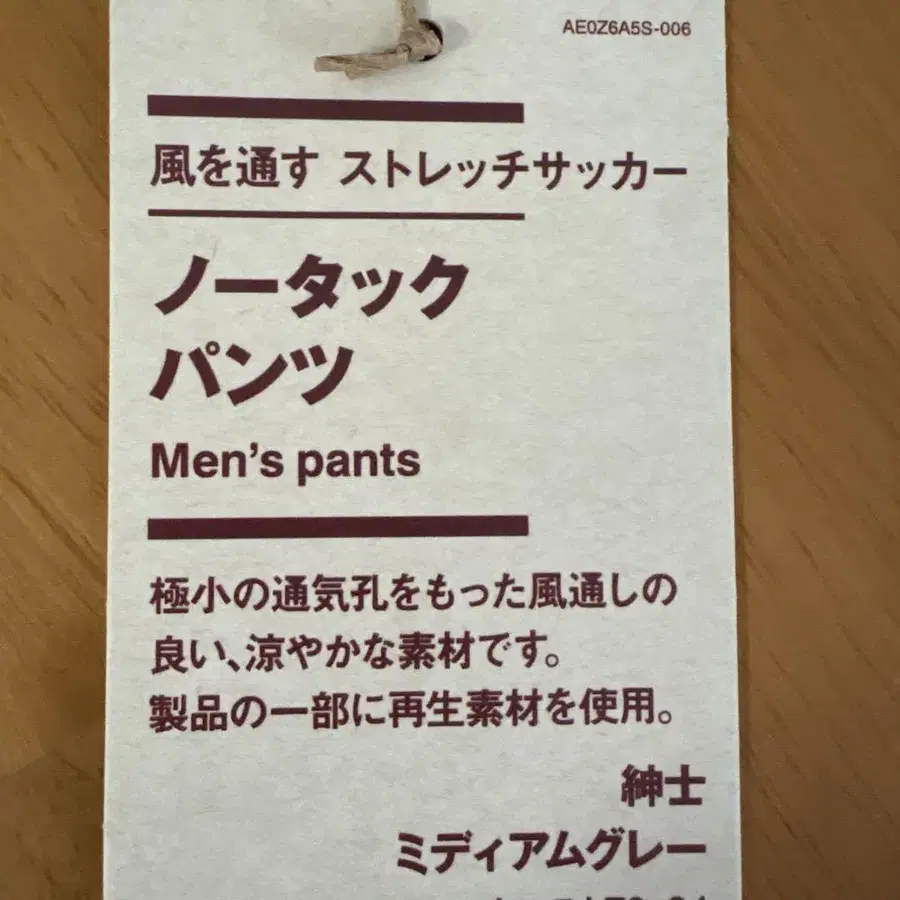 AE0Z6A5S-006
風を通す ストレッチサッカー
ノータック
パンツ
Men's pants
極小の通気孔をもった風通しの
良い、涼やかな素材です。
製品の一部に再生素材を使用。
紳士
ミディアムグレー